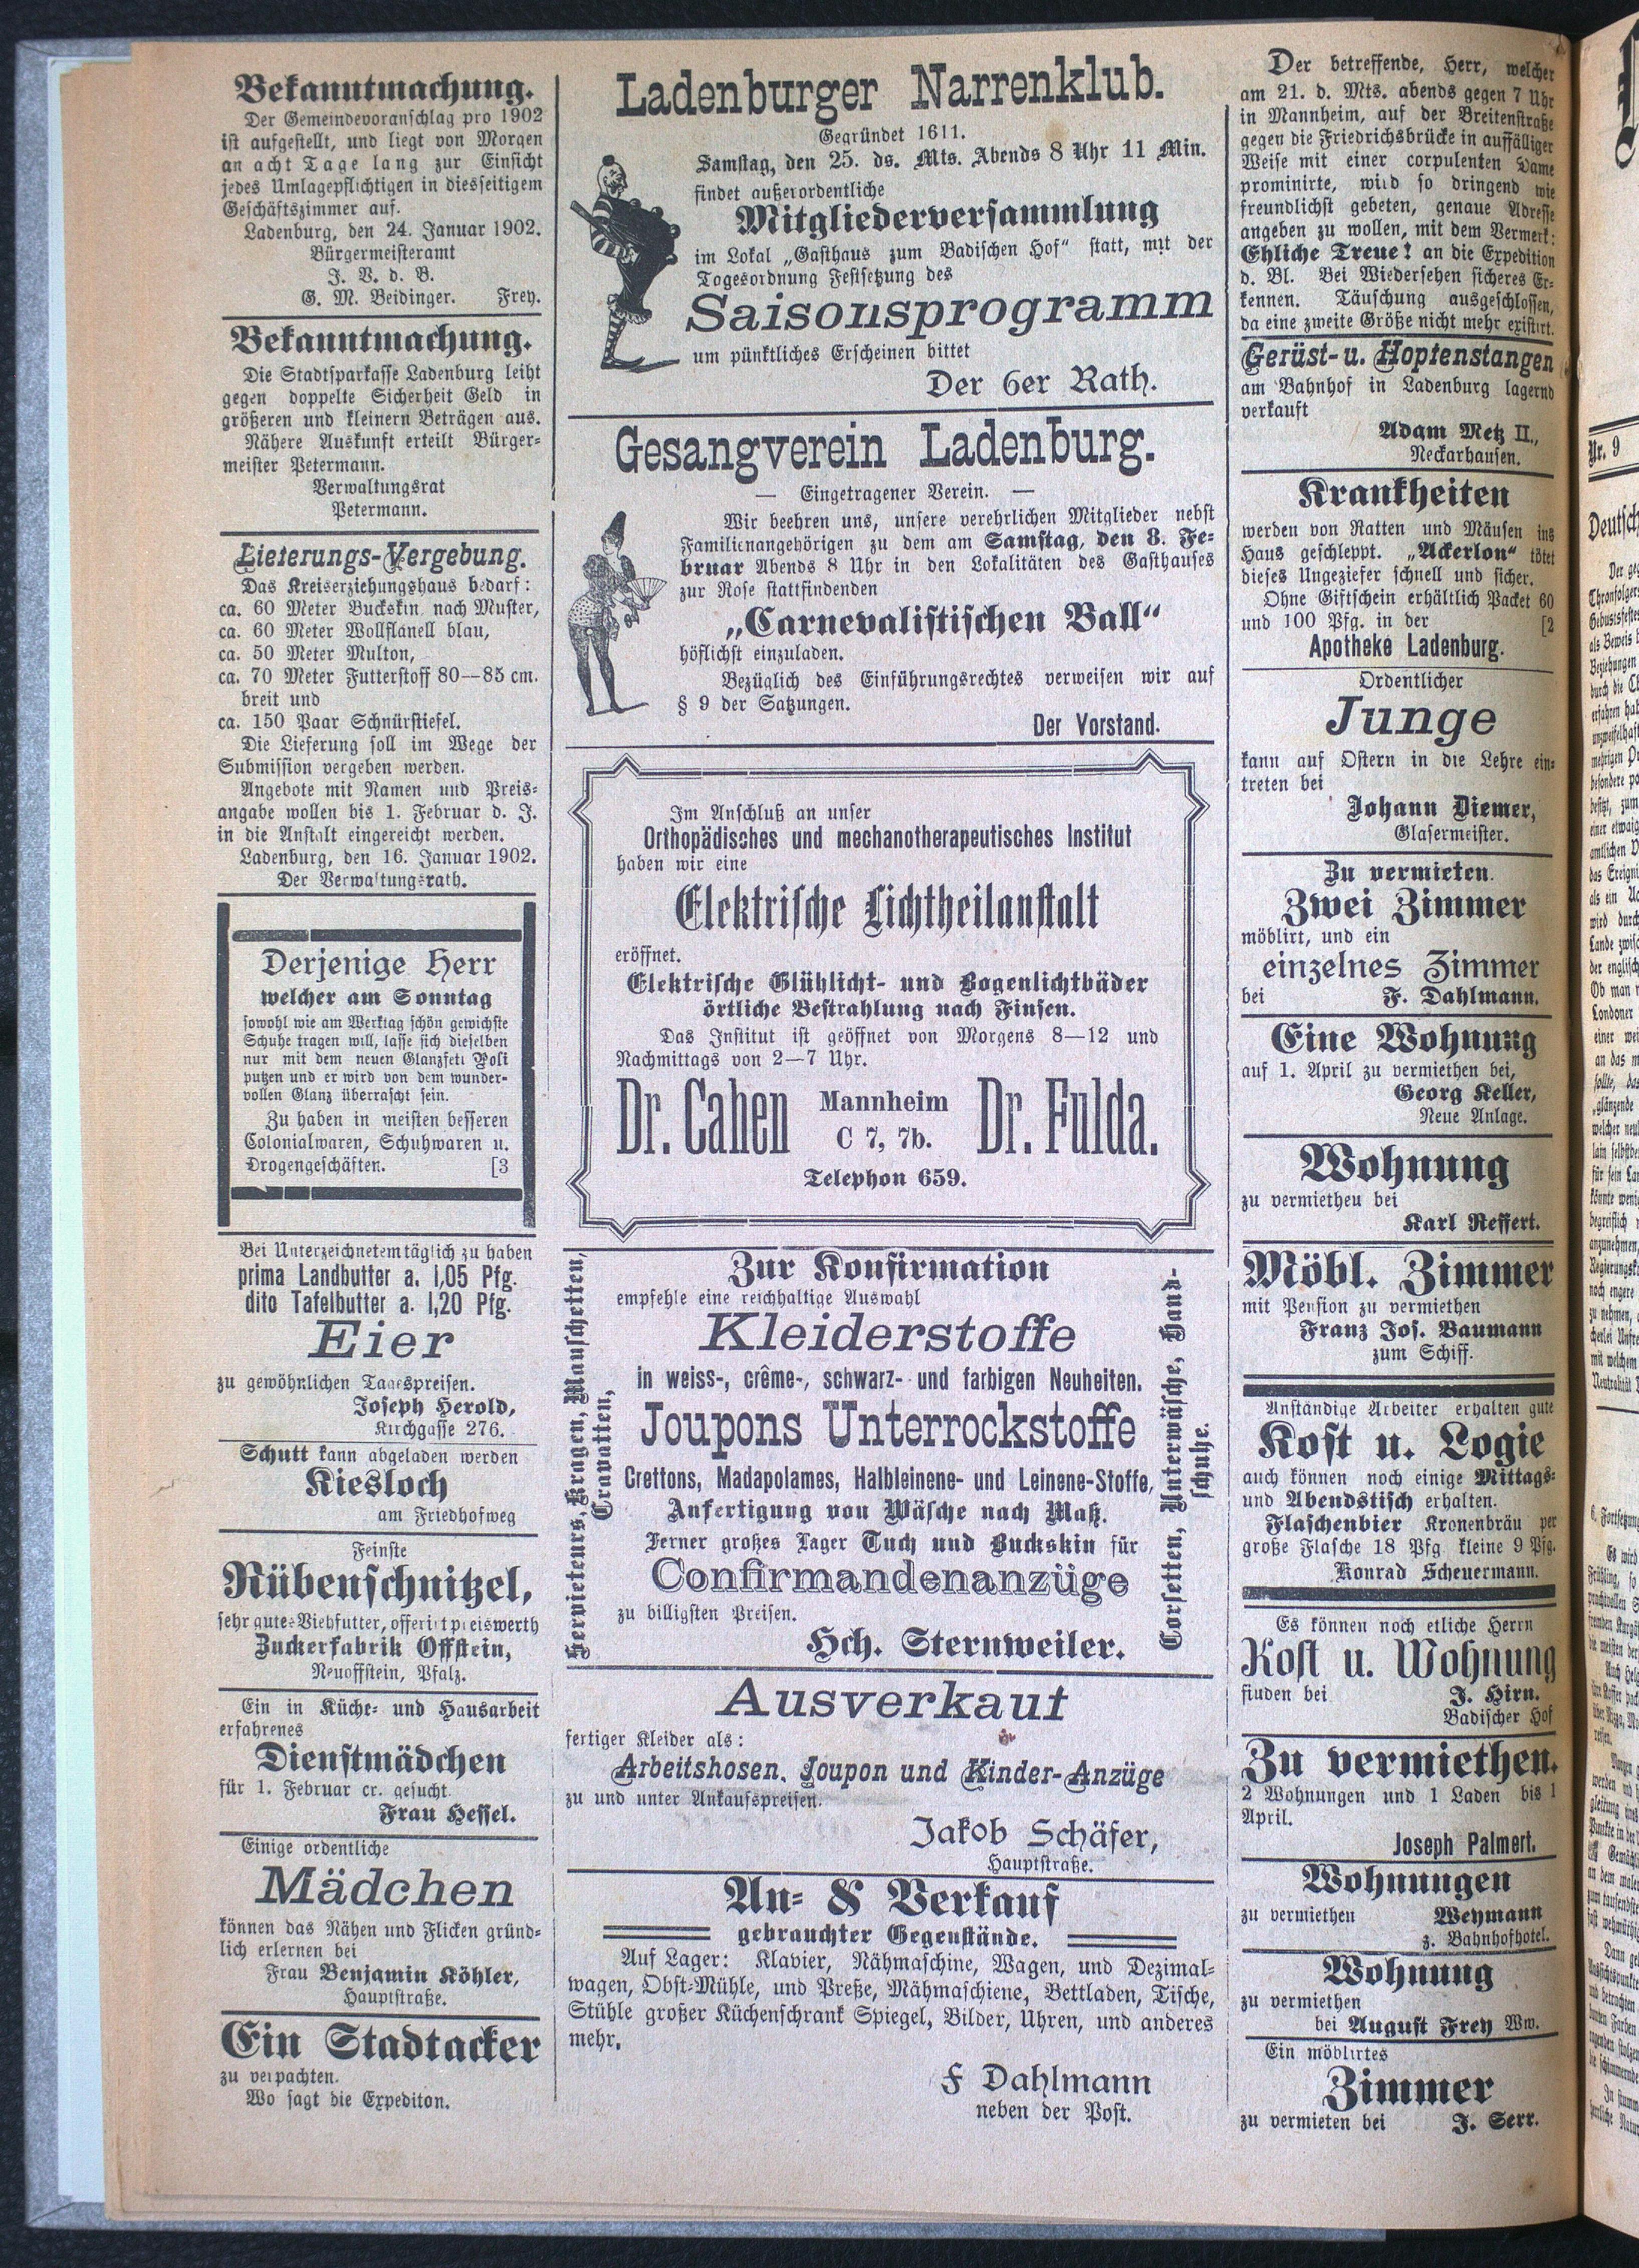 Bekanntmachung.
Der Gemeindevoranschlag pro 1902
ist aufgestellt, und liegt von Morgen
an acht Tage lang zur Einsicht
jedes Umlagepflichtigen in diesseitigem
Geschäftszimmer auf.
Ladenburg, den 24. Januar 1902.
Bürgermeisteramt
J. V. d. B.
G. M. Beidinger. Frey.
Bekanntmachung.
Die Stadtsparkasse Ladenburg leiht
gegen doppelte Sicherheit Geld in
größeren und kleinern Beträgen aus.
Nähere Auskunft erteilt Bürger-
meister Petermann.
Verwaltungsrat
Petermann.
Lieferungs-Vergebung.
Das Kreiserziehungshaus bedarf:
ca. 60 Meter Buckskin nach Muster,
ca. 60 Meter Wollflanell blau,
ca. 50 Meter Multon,
ca. 70 Meter Futterstoff 80—85 cm.
breit und
ca. 150 Paar Schnürstiefel.
Die Lieferung soll im Wege der
Submission vergeben werden.
Angebote mit Namen und Preis-
angabe wollen bis 1. Februar d. J.
in die Anstalt eingereicht werden.
Ladenburg, den 16. Januar 1902.
Der Verwaltungsrath.
Derjenige Herr
welcher am Sonntag
sowohl wie am Werktag schön gewichste
Schuhe tragen will, lasse sich dieselben
nur mit dem neuen Glanzfett Poli
putzen und er wird von dem wunder-
vollen Glanz überrascht sein.
Zu haben in meisten besseren
Colonialwaren, Schuhwaren u.
Drogengeschäften. [3
Bei Unterzeichnetem täglich zu haben
prima Landbutter a. 1,05 Pfg.
dito Tafelbutter a. 1,20 Pfg.
Eier
zu gewöhnlichen Tagespreisen.
Joseph Herold,
Kirchgasse 276.
Schutt kann abgeladen werden
Kiesloch
am Friedhofweg
Feinste
Rübenschnitzel,
sehr gutes Viehfutter, offerirt preiswerth
Zuckerfabrik Offstein,
Neuoffstein, Pfalz.
Ein in Küche- und Hausarbeit
erfahrenes
Dienstmädchen
für 1. Februar cr. gesucht.
Frau Hessel.
Einige ordentliche
Mädchen
können das Nähen und Flicken gründ-
lich erlernen bei
Frau Benjamin Köhler,
Hauptstraße.
Ein Stadtacker
zu verpachten.
Wo sagt die Expediton.
Ladenburger Narrenklub.
Gegründet 1611.
Samstag, den 25. ds. Mts. Abends 8 Uhr 11 Min.
findet außerordentliche
Mitgliederversammlung
im Lokal „Gasthaus zum Badischen Hof“ statt, mit der
Tagesordnung Festsetzung des
Saisonsprogramm
um pünktliches Erscheinen bittet
Der 6er Rath.
Gesangverein Ladenburg.
— Eingetragener Verein. —
Wir beehren uns, unsere verehrlichen Mitglieder nebst
Familienangehörigen zu dem am Samstag, den 8. Fe-
bruar Abends 8 Uhr in den Lokalitäten des Gasthauses
zur Rose stattfindenden
„Carnevalistischen Ball“
höflichst einzuladen.
Bezüglich des Einführungsrechtes verweisen wir auf
§ 9 der Satzungen.
Der Vorstand.
Im Anschluß an unser
Orthopädisches und mechanotherapeutisches Institut
haben wir eine
Elektrische Lichtheilanstalt
eröffnet.
Elektrische Glühlicht- und Bogenlichtbäder
örtliche Bestrahlung nach Finsen.
Das Institut ist geöffnet von Morgens 8—12 und
Nachmittags von 2—7 Uhr.
Dr. Cahen Mannheim Dr. Fulda.
C 7, 7b.
Telephon 659.
Servieteurs, Kragen, Manschetten,
Crapatten,
Zur Konfirmation
empfehle eine reichhaltige Auswahl
Kleiderstoffe
in weiss-, crême-, schwarz- und farbigen Neuheiten.
Joupons Unterrockstoffe
Crettons, Madapolames, Halbleinene- und Leinene-Stoffe,
Anfertigung von Wäsche nach Maß.
Ferner großes Lager Tuch und Buckskin für
Confirmandenanzüge
zu billigsten Preisen.
Hch. Sternweiler.
Corsetten, Unterwäsche, Hand-
schuhe.
Ausverkauf
fertiger Kleider als:
Arbeitshosen, Joupon und Kinder-Anzüge
zu und unter Ankaufspreisen.
Jakob Schäfer,
Hauptstraße.
An- & Verkauf
gebrauchter Gegenstände.
Auf Lager: Klavier, Nähmaschine, Wagen, und Dezimal-
wagen, Obst-Mühle, und Preße, Mähmaschiene, Bettladen, Tische,
Stühle großer Küchenschrank Spiegel, Bilder, Uhren, und anderes
mehr.
F Dahlmann
neben der Post.
Der betreffende, Herr, welcher
am 21. d. Mts. abends gegen 7 Uhr
in Mannheim, auf der Breitenstraße
gegen die Friedrichsbrücke in auffälliger
Weise mit einer corpulenten Dame
prominirte, wird so dringend wie
freundlichst gebeten, genaue Adresse
angeben zu wollen, mit dem Vermerk:
Ehliche Treue! an die Expedition
d. Bl. Bei Wiedersehen sicheres Er-
kennen. Täuschung ausgeschlossen,
da eine zweite Größe nicht mehr existirt.
Gerüst- u. Hopfenstangen
am Bahnhof in Ladenburg lagernd
verkauft
Adam Metz II.,
Neckarhausen.
Krankheiten
werden von Ratten und Mäusen ins
Haus geschleppt. „Ackerlon“ tötet
dieses Ungeziefer schnell und sicher.
Ohne Giftschein erhältlich Packet 60
und 100 Pfg. in der [2
Apotheke Ladenburg.
Ordentlicher
Junge
kann auf Ostern in die Lehre ein-
treten bei
Johann Diemer,
Glasermeister.
Zu vermieten.
Zwei Zimmer
möblirt, und ein
einzelnes Zimmer
bei F. Dahlmann.
Eine Wohnung
auf 1. April zu vermiethen bei,
Georg Keller,
Neue Anlage.
Wohnung
zu vermietheu bei
Karl Reffert.
Möbl. Zimmer
mit Pension zu vermiethen
Franz Jos. Baumann
zum Schiff.
Anständige Arbeiter erhalten gute
Kost u. Logie
auch können noch einige Mittags-
und Abendstisch erhalten.
Flaschenbier Kronenbräu per
große Flasche 18 Pfg. kleine 9 Pfg.
Konrad Scheuermann.
Es können noch etliche Herrn
Kost u. Wohnung
finden bei J. Hirn.
Badischer Hof
Zu vermiethen.
2 Wohnungen und 1 Laden bis 1
April.
Joseph Palmert.
Wohnungen
zu vermiethen Weymann
z. Bahnhofhotel.
Wohnung
zu vermiethen
bei August Frey Ww.
Ein möblirtes
Zimmer
zu vermieten bei J. Serr.
Nr. 9